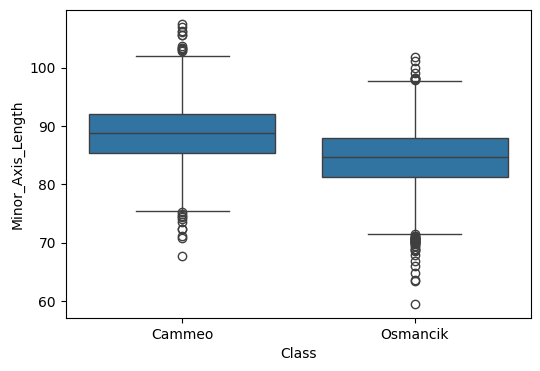 Minor_Axis_Length
100
90
80
70
60
Cammeo
Osmancik
Class